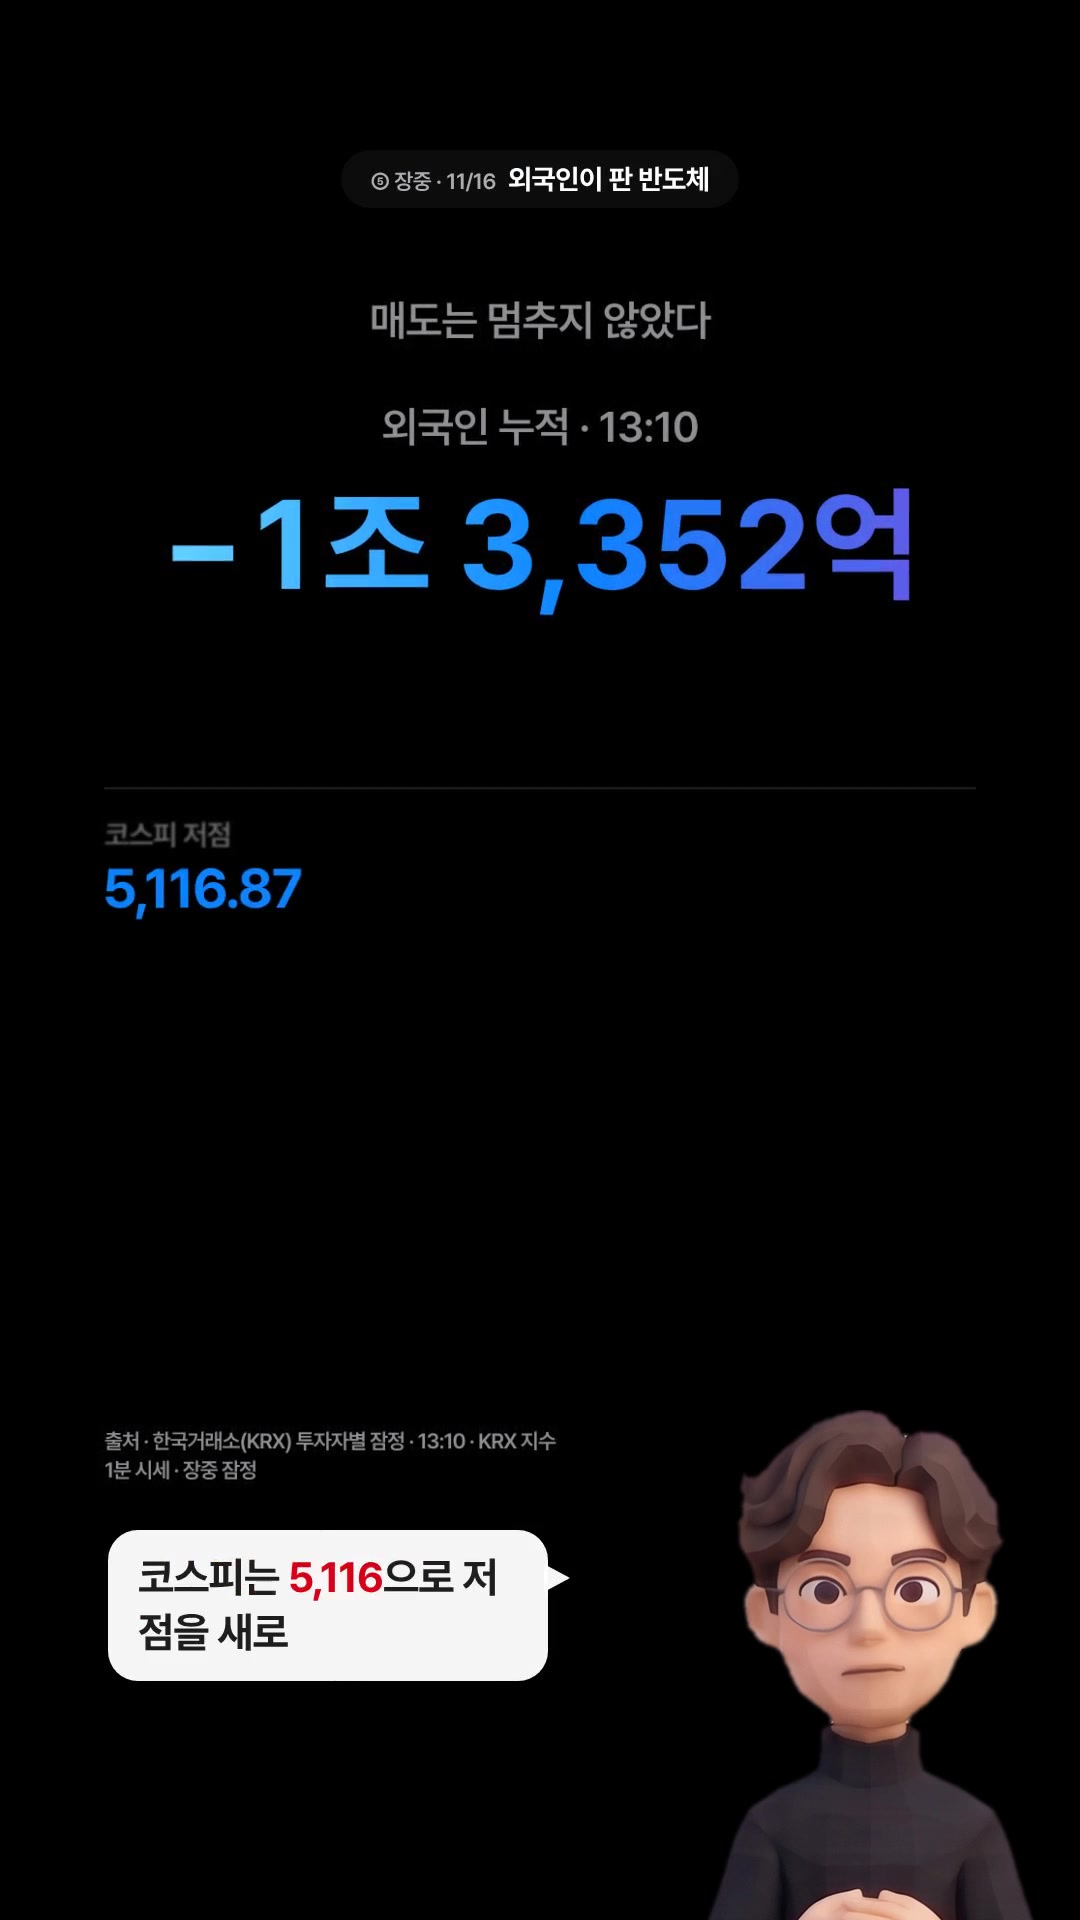 ⑤ 장중 · 11/16 외국인이 판 반도체
매도는 멈추지 않았다
외국인 누적 · 13:10
−1조 3,352억
코스피 저점
5,116.87
출처 · 한국거래소(KRX) 투자자별 잠정 · 13:10 · KRX 지수
1분 시세 · 장중 잠정
코스피는 5,116으로 저
점을 새로